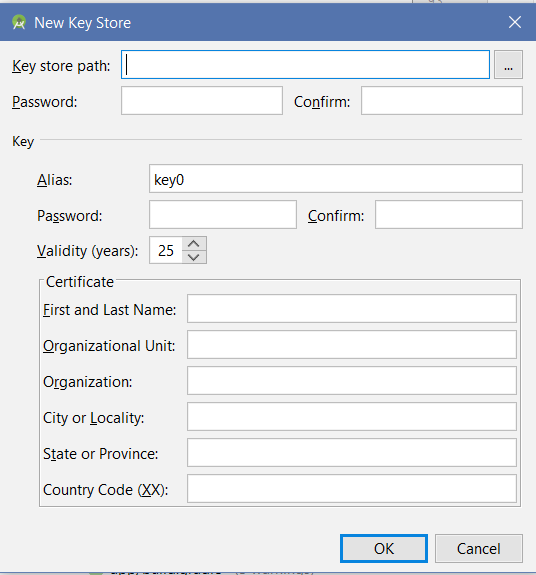 New Key Store
Key store path:
...
Password:
Confirm:
Key
Alias:
key0
Password:
Confirm:
Validity (years):
25
Certificate
First and Last Name:
Organizational Unit:
Organization:
City or Locality:
State or Province:
Country Code (XX):
OK
Cancel